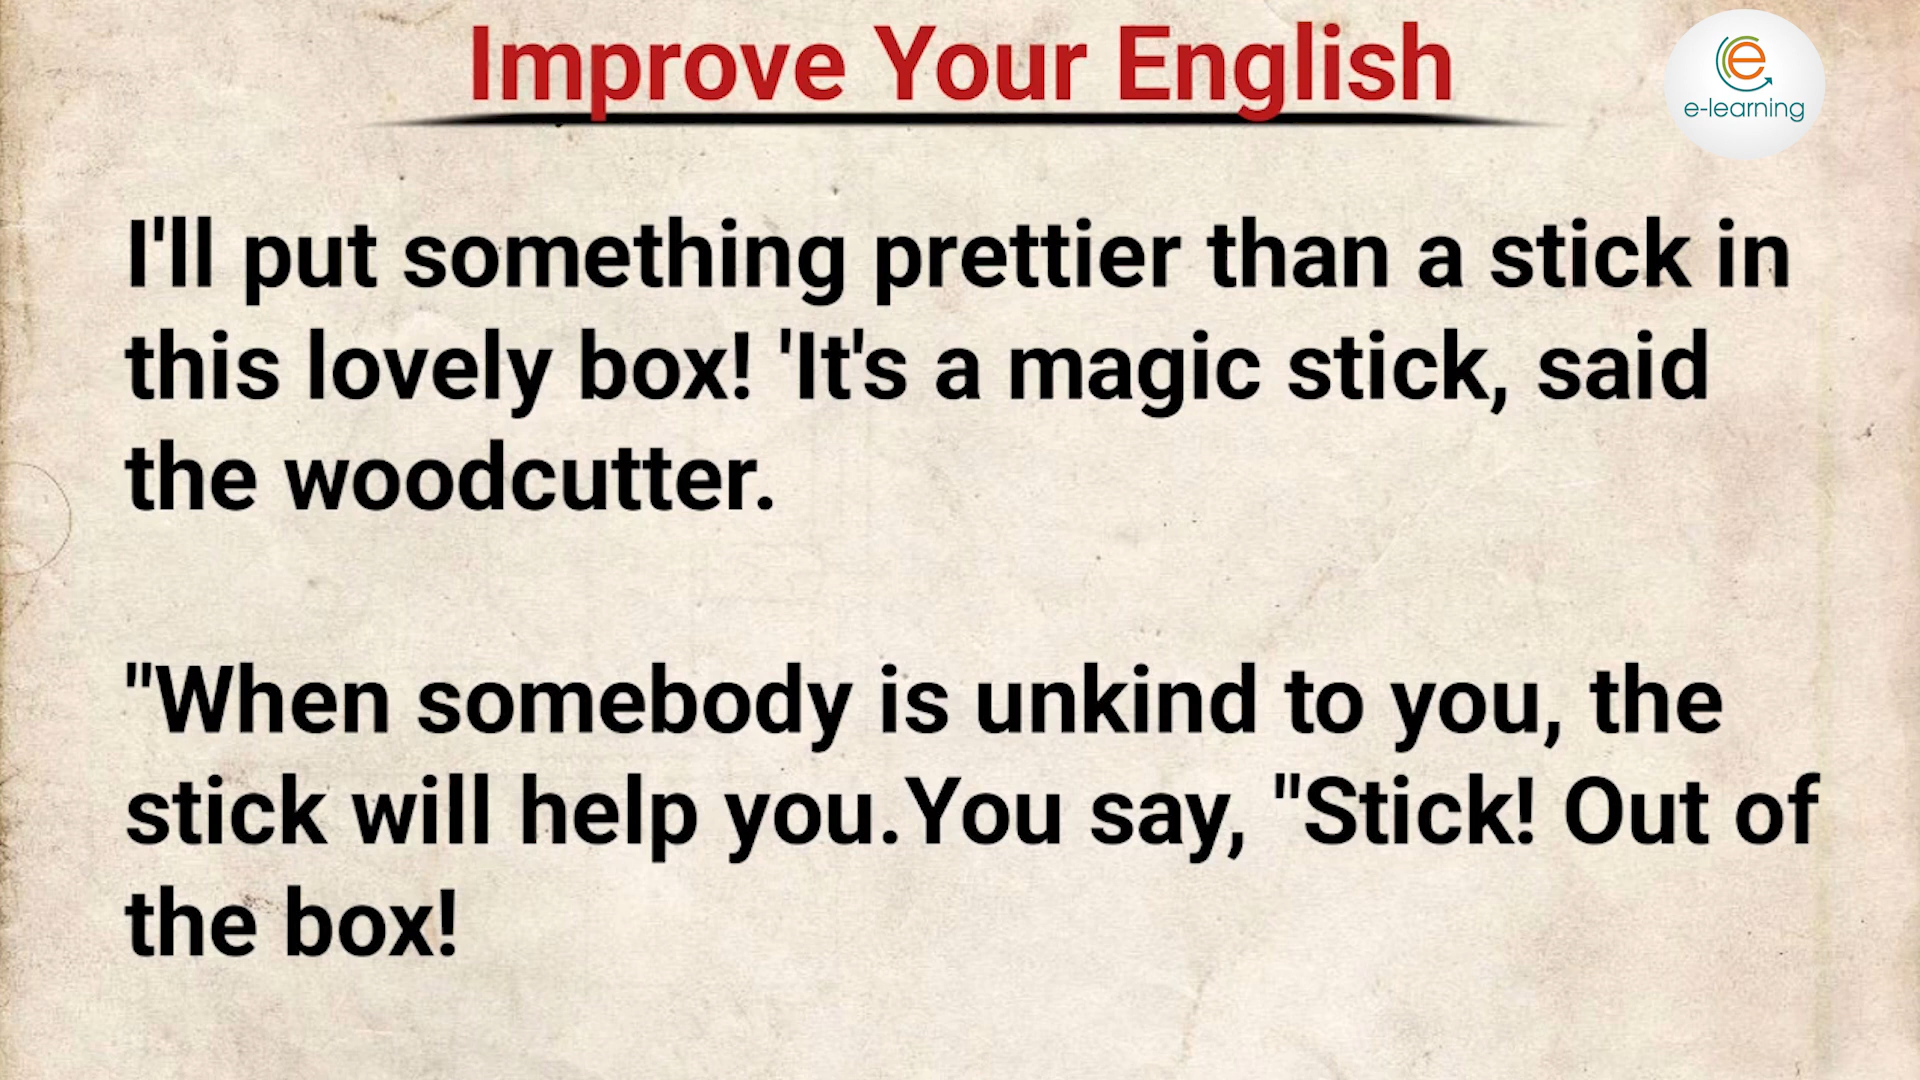 Improve Your English
e
e-learning
I'll put something prettier than a stick in
this lovely box! 'It's a magic stick, said
the woodcutter.
"When somebody is unkind to you, the
stick will help you.You say, "Stick! Out of
the box!